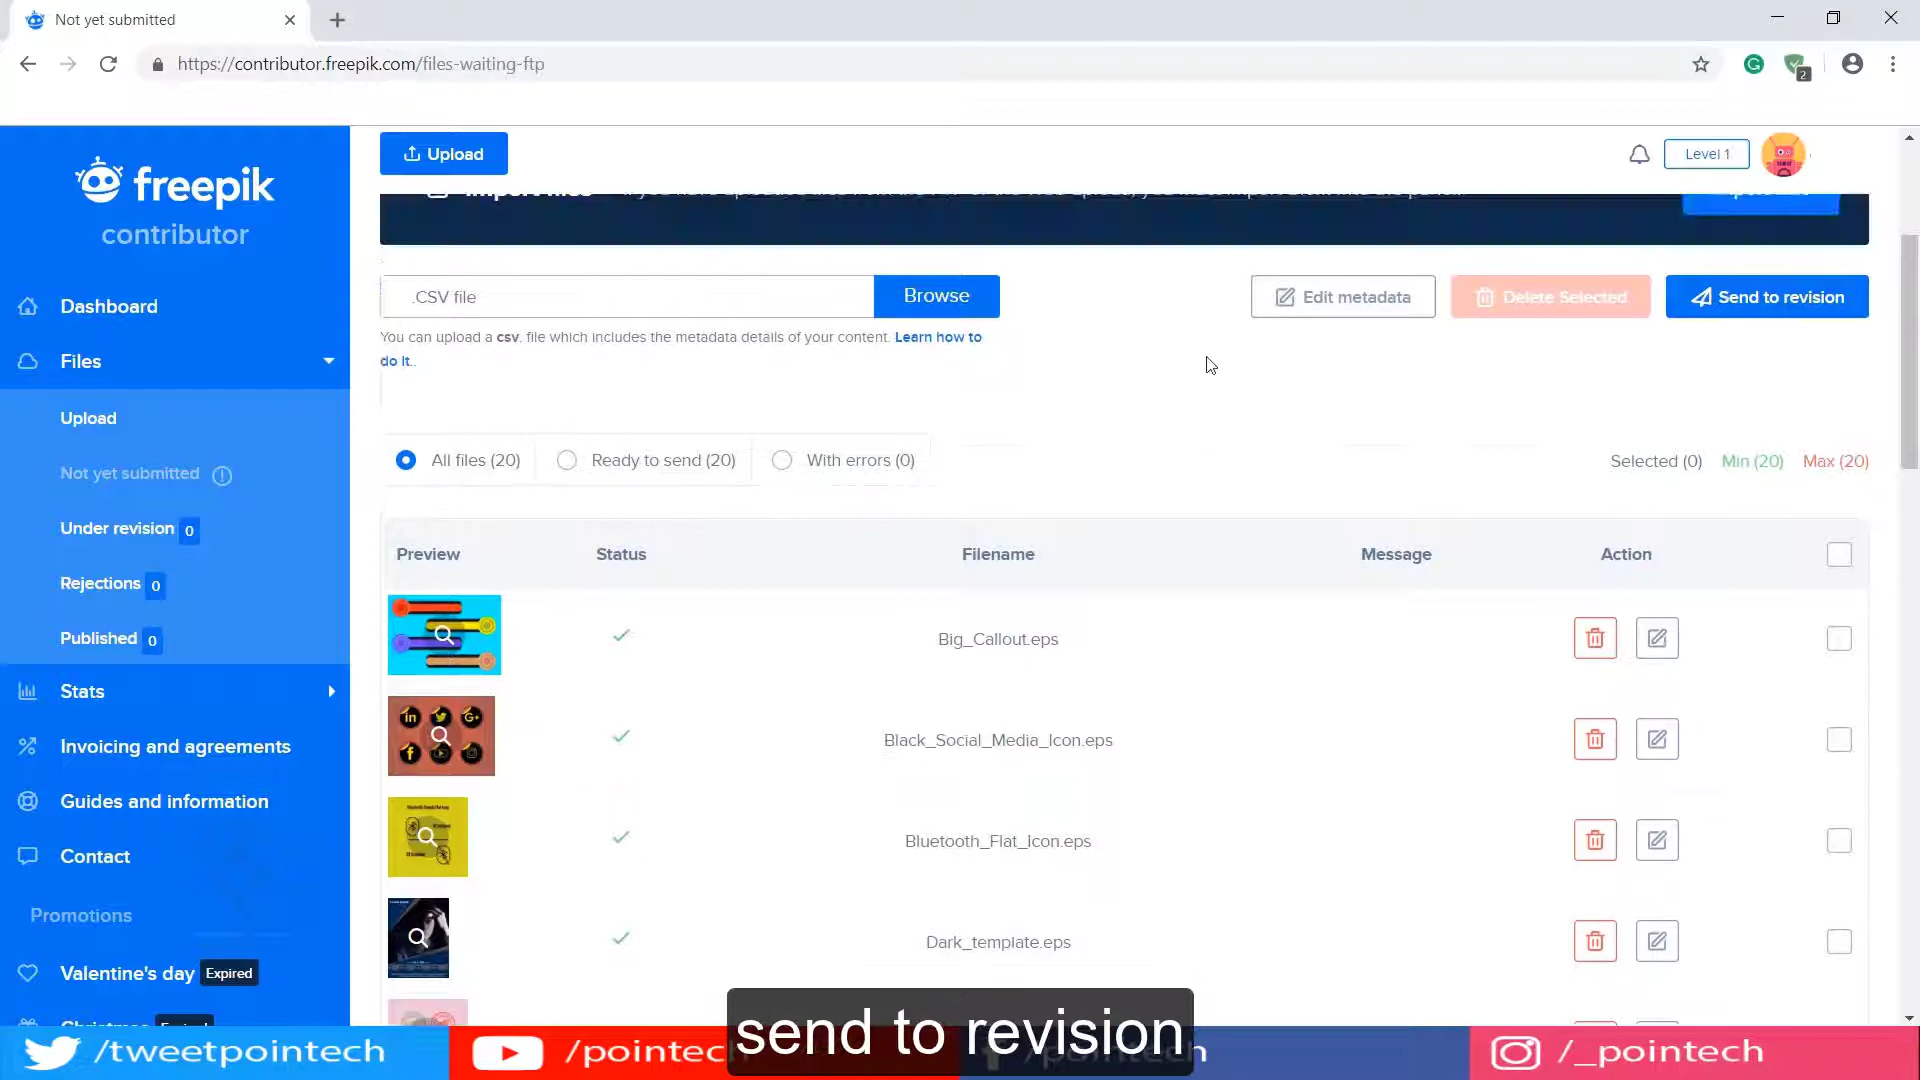 Not yet submitted
https://contributor.freepik.com/files-waiting-ftp
2
freepik
contributor
Upload
Level 1
Import files
.CSV file
Browse
Edit metadata
Delete Selected
Send to revision
You can upload a csv. file which includes the metadata details of your content. Learn how to
do it..
Dashboard
Files
Upload
Not yet submitted
Under revision 0
Rejections 0
Published 0
Stats
Invoicing and agreements
Guides and information
Contact
Promotions
Valentine's day Expired
All files (20)
Ready to send (20)
With errors (0)
Selected (0) Min (20) Max (20)
Preview Status Filename Message Action
Big_Callout.eps
Black_Social_Media_Icon.eps
Bluetooth_Flat_Icon.eps
Dark_template.eps
send to revision
/tweetpointech
/_pointech